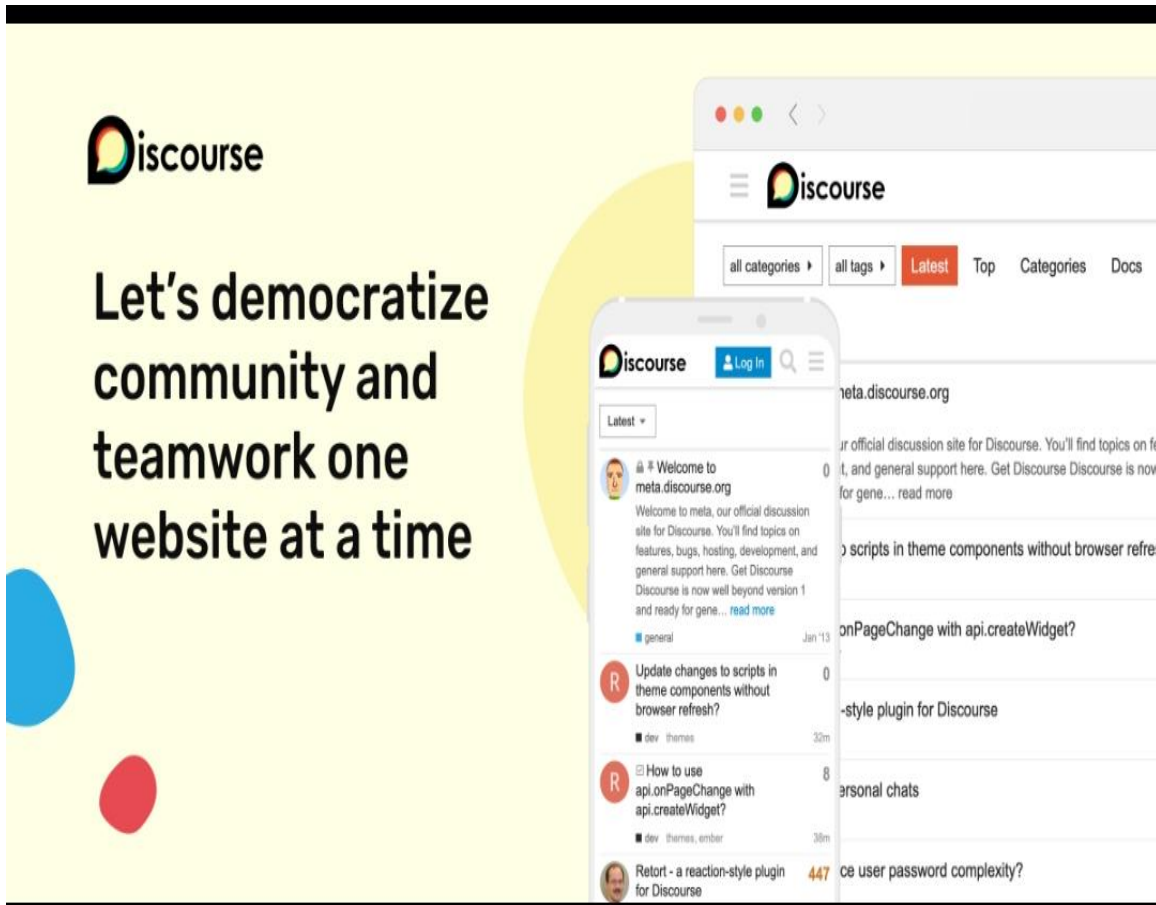 Discourse
Let's democratize
community and
teamwork one
website at a time
Discourse
all categories
all tags
Latest
Top
Categories
Docs
meta.discourse.org
official discussion site for Discourse. You'll find topics on
and general support here. Get Discourse Discourse is now
for gene... read more
scripts in theme components without browser
onPageChange with api.createWidget?
-style plugin for Discourse
chats
user password complexity?
Discourse
Log In
Latest
Welcome to
0
meta.discourse.org
Welcome to meta, our official discussion
site for Discourse. You'll find topics on
features, bugs, hosting, development, and
general support here. Get Discourse
Discourse is now well beyond version 1
and ready for gene... read more
general
Jan '13
R
Update changes to scripts in
0
theme components without
browser refresh?
dev themes
32m
R
How to use
8
api.onPageChange with
api.createWidget?
dev themes, ember
38m
Retort - a reaction-style plugin
447
for Discourse